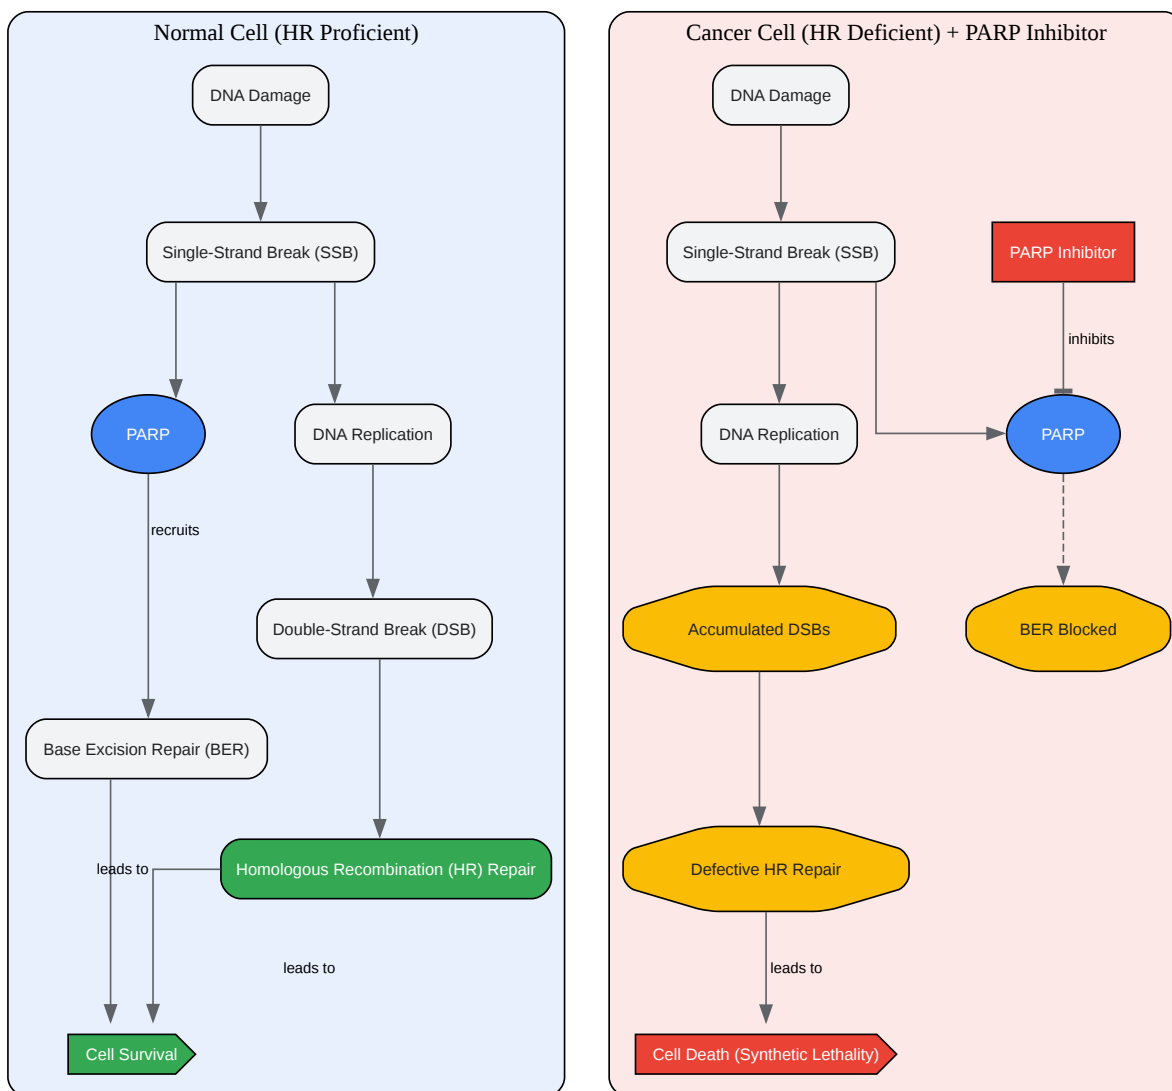 Normal Cell (HR Proficient)
DNA Damage
Single-Strand Break (SSB)
PARP
DNA Replication
recruits
Double-Strand Break (DSB)
Base Excision Repair (BER)
leads to
Homologous Recombination (HR) Repair
leads to
Cell Survival
Cancer Cell (HR Deficient) + PARP Inhibitor
DNA Damage
Single-Strand Break (SSB)
PARP Inhibitor
inhibits
DNA Replication
PARP
Accumulated DSBs
BER Blocked
Defective HR Repair
leads to
Cell Death (Synthetic Lethality)